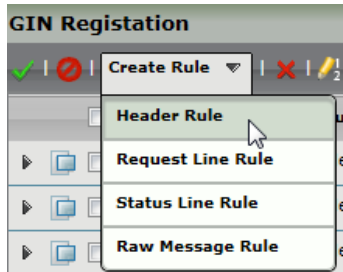 GIN Registation
Create Rule
Header Rule
Request Line Rule
Status Line Rule
Raw Message Rule